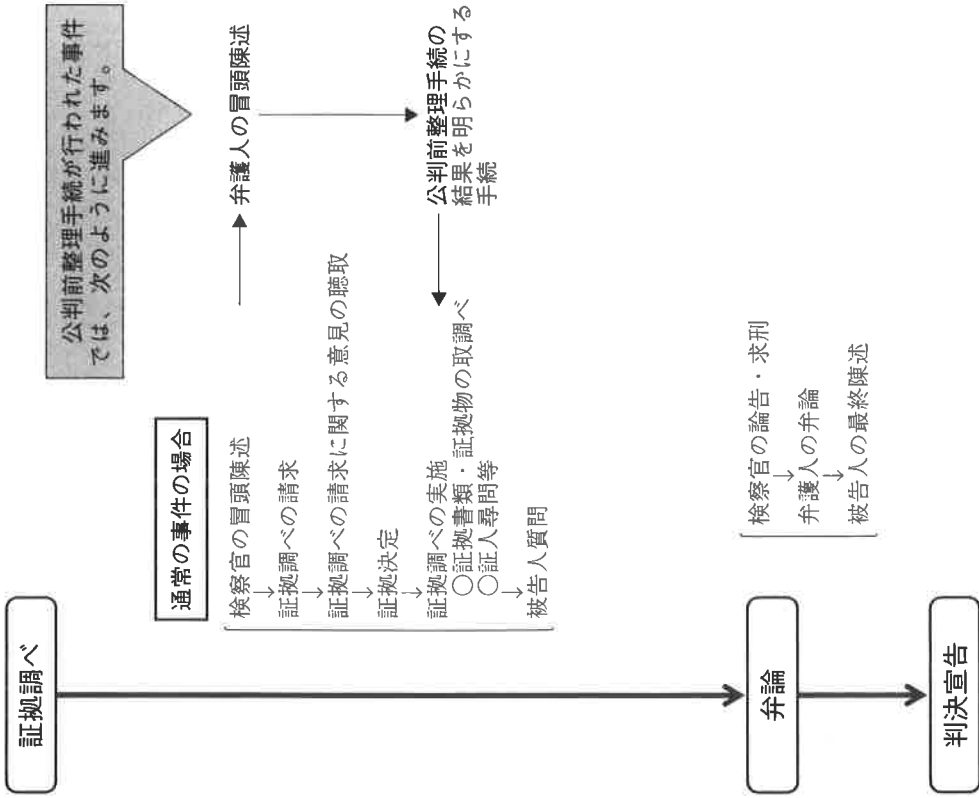 証拠調べ
通常の事件の場合
検察官の冒頭陳述
証拠調べの請求
証拠調べの請求に関する意見の聴取
証拠決定
証拠調べの実施
○証拠書類・証拠物の取調べ
○証人尋問等
被告人質問
公判前整理手続が行われた事件
では、次のように進みます。
弁護人の冒頭陳述
公判前整理手続の
結果を明らかにする
手続
弁論
検察官の論告・求刑
弁護人の弁論
被告人の最終陳述
判決宣告